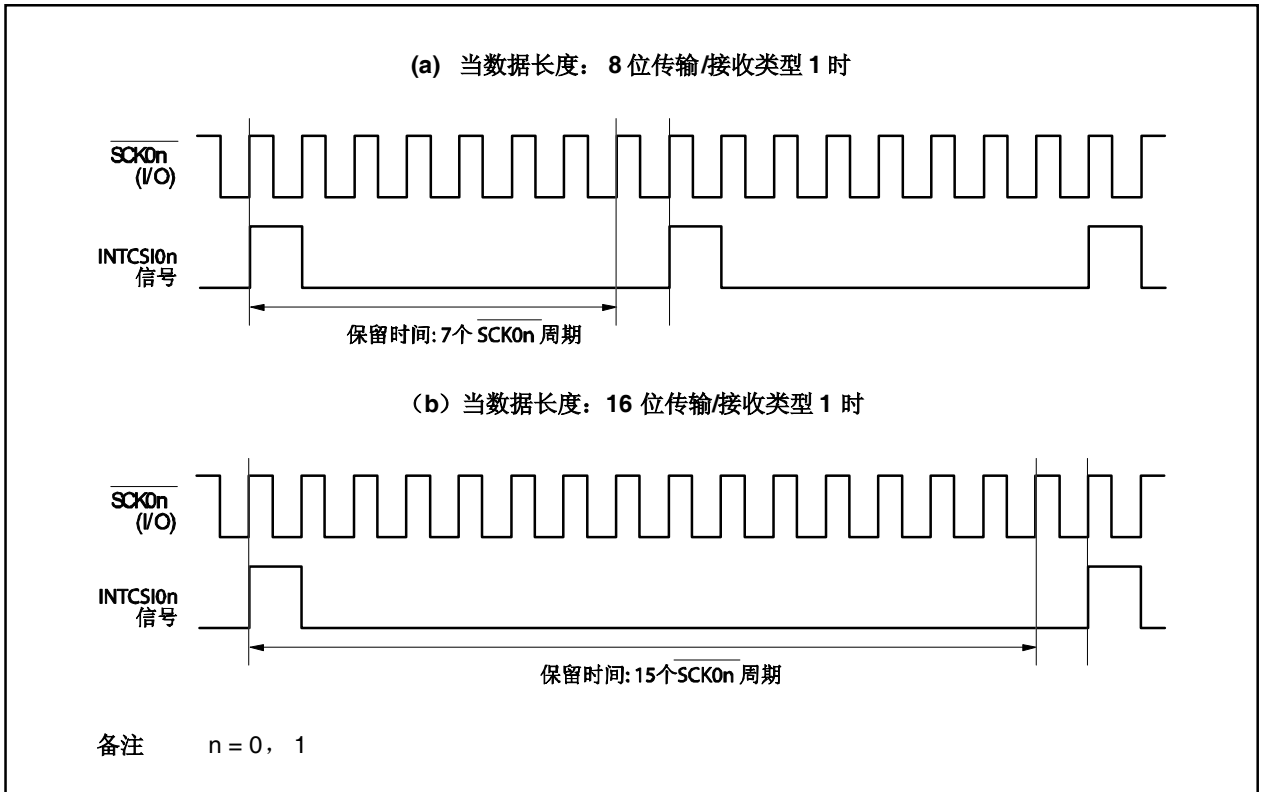 (a) 当数据长度： 8 位传输/接收类型 1 时
SCK0n
(I/O)
INTCSI0n
信号
保留时间: 7个 SCK0n 周期
（b）当数据长度：16 位传输/接收类型 1 时
SCK0n
(I/O)
INTCSI0n
信号
保留时间: 15个SCK0n 周期
备注 n = 0， 1